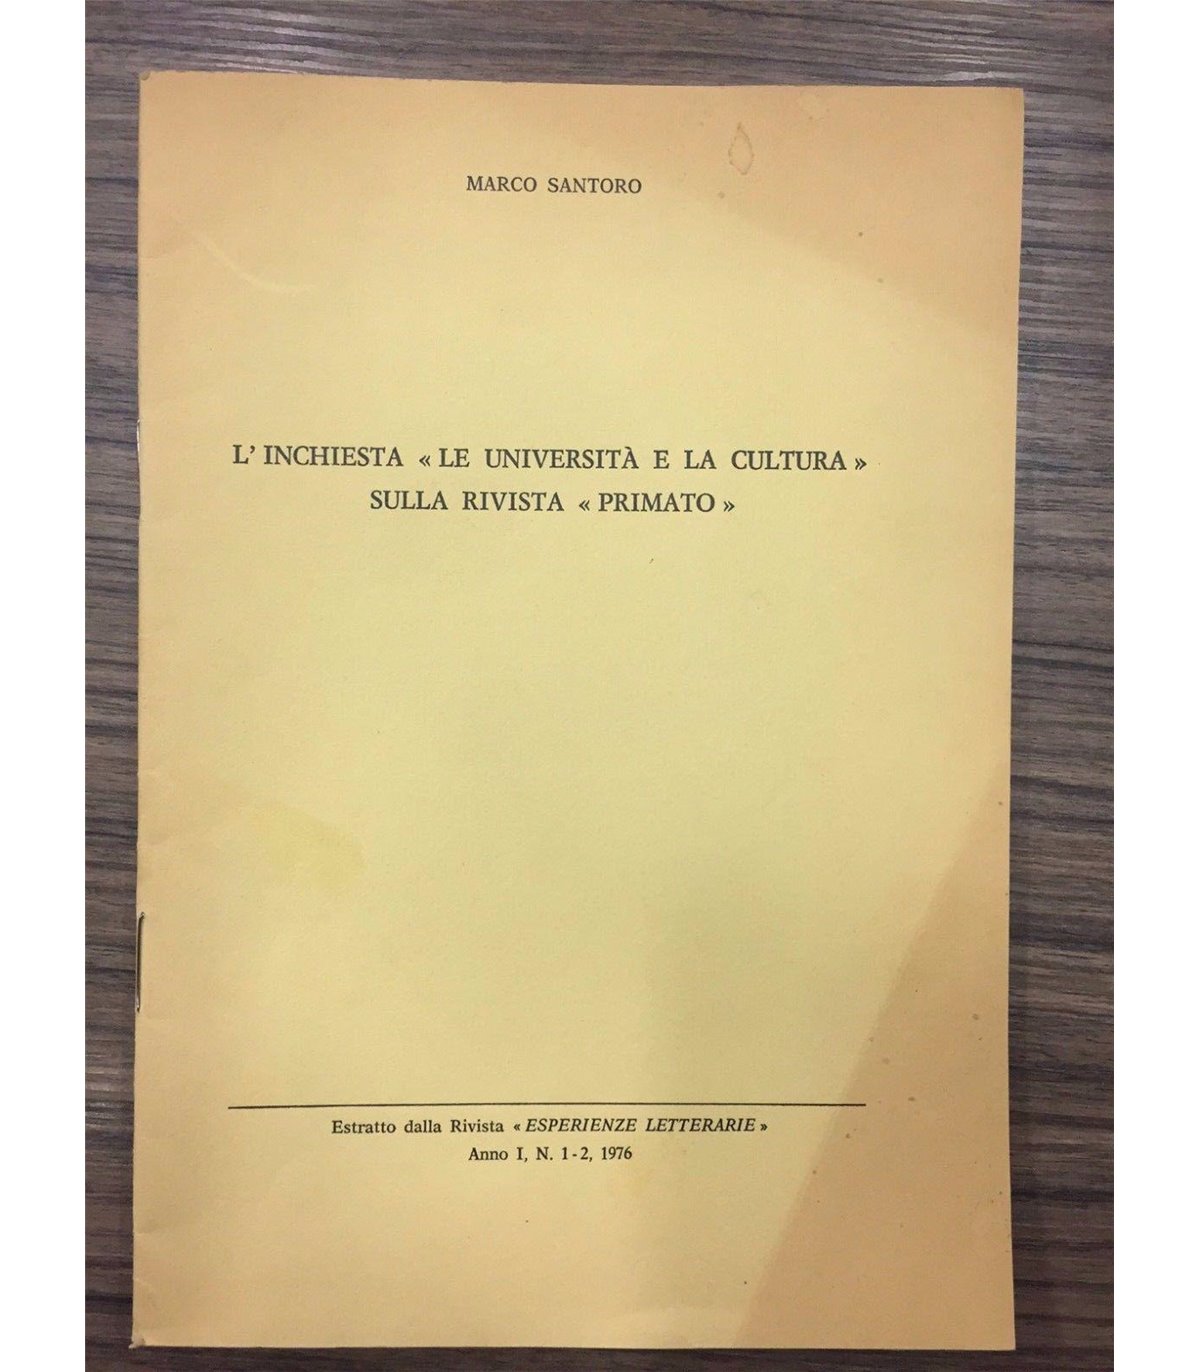 MARCO SANTORO
L' INCHIESTA « LE UNIVERSITÀ E LA CULTURA »
SULLA RIVISTA « PRIMATO »
Estratto dalla Rivista « ESPERIENZE LETTERARIE »
Anno I, N. 1-2, 1976